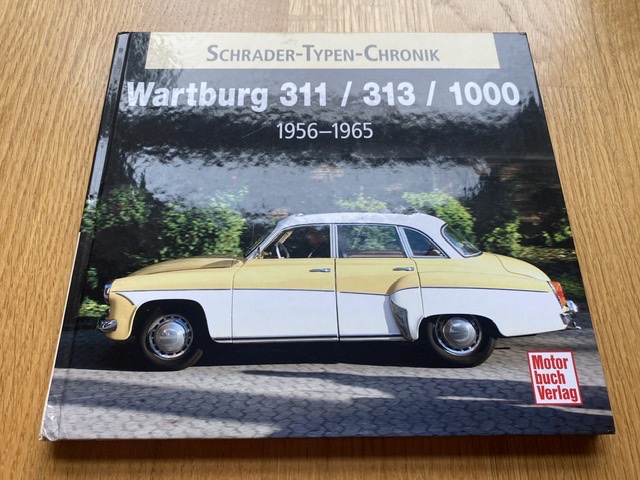 Schrader-Typen-Chronik
Wartburg 311 / 313 / 1000
1956–1965
Motor
buch
Verlag